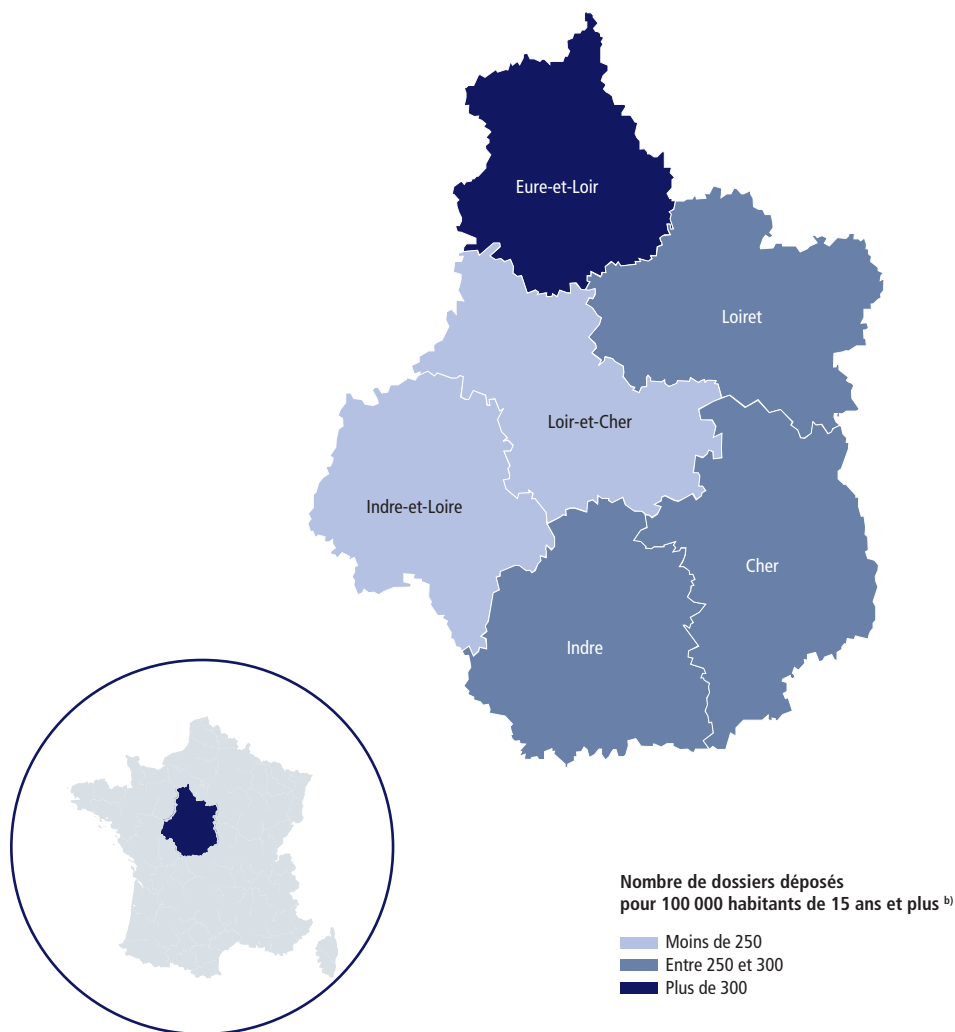 Eure-et-Loir
Loiret
Loir-et-Cher
Indre-et-Loire
Cher
Indre
Nombre de dossiers déposés
pour 100 000 habitants de 15 ans et plus b)
Moins de 250
Entre 250 et 300
Plus de 300